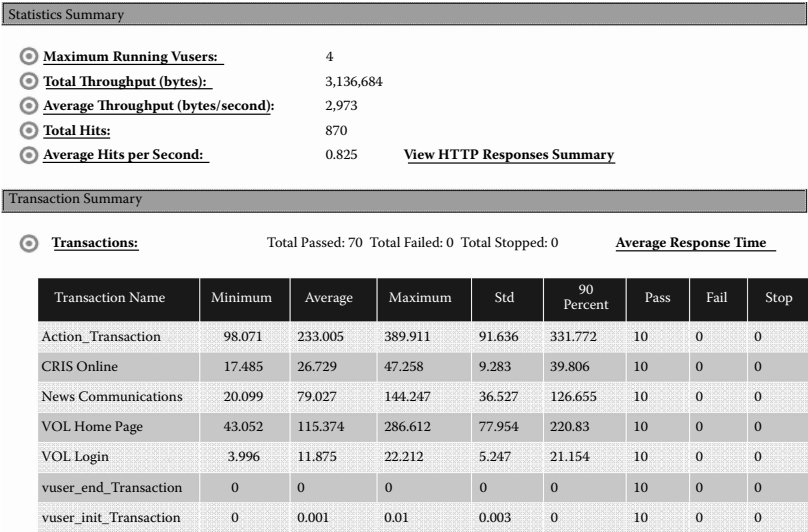 Statistics Summary
Maximum Running Vusers: 4
Total Throughput (bytes): 3,136,684
Average Throughput (bytes/second): 2,973
Total Hits: 870
Average Hits per Second: 0.825 View HTTP Responses Summary
Transaction Summary
Transactions: Total Passed: 70 Total Failed: 0 Total Stopped: 0 Average Response Time
Transaction Name Minimum Average Maximum Std 90 Percent Pass Fail Stop
Action_Transaction 98.071 233.005 389.911 91.636 331.772 10 0 0
CRIS Online 17.485 26.729 47.258 9.283 39.806 10 0 0
News Communications 20.099 79.027 144.247 36.527 126.655 10 0 0
VOL Home Page 43.052 115.374 286.612 77.954 220.83 10 0 0
VOL Login 3.996 11.875 22.212 5.247 21.154 10 0 0
vuser_end_Transaction 0 0 0 0 0 10 0 0
vuser_init_Transaction 0 0.001 0.01 0.003 0 10 0 0